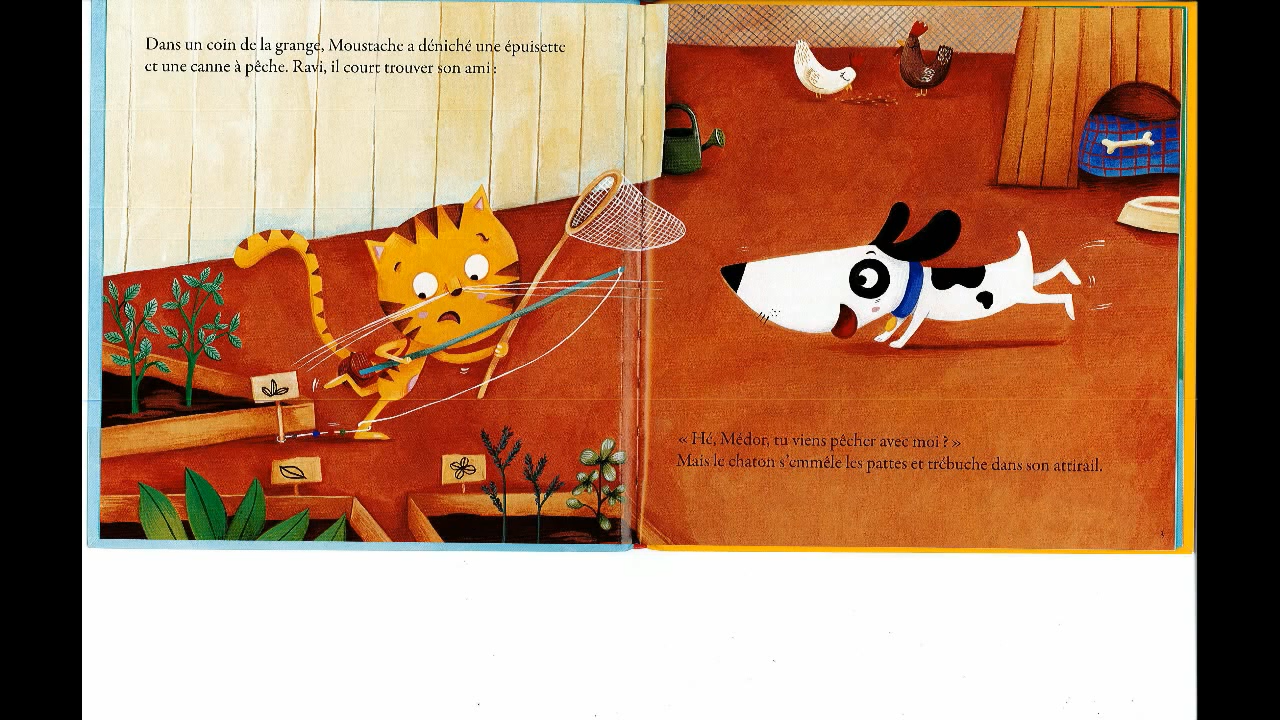 Dans un coin de la grange, Moustache a déniché une épuisette
et une canne à pêche. Ravi, il court trouver son ami :
« Hé, Médor, tu viens pêcher avec moi ? »
Mais le chaton s'emmêle les pattes et trébuche dans son attirail.